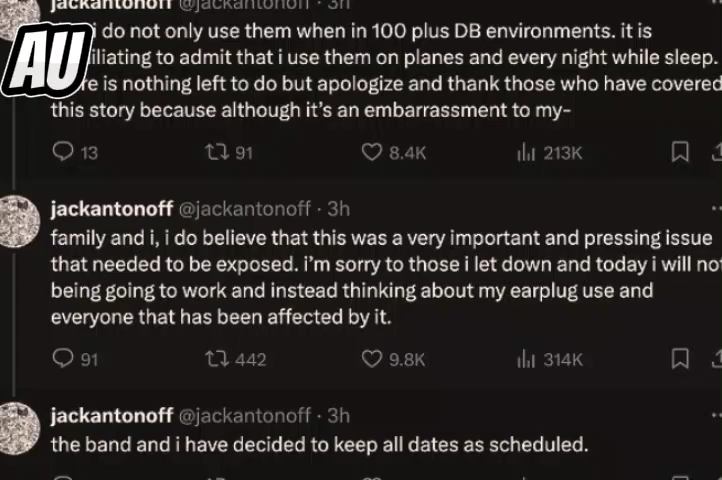 jackantonoff @jackantonoff · 3h
i do not only use them when in 100 plus DB environments. it is
to admit that i use them on planes and every night while sleep.
AU
is nothing left to do but apologize and thank those who have covered
this story because although it's an embarrassment to my-
13 91 8.4K 213K
jackantonoff @jackantonoff · 3h
family and i, i do believe that this was a very important and pressing issue
that needed to be exposed. i'm sorry to those i let down and today i will not
being going to work and instead thinking about my earplug use and
everyone that has been affected by it.
91 442 9.8K 314K
jackantonoff @jackantonoff · 3h
the band and i have decided to keep all dates as scheduled.